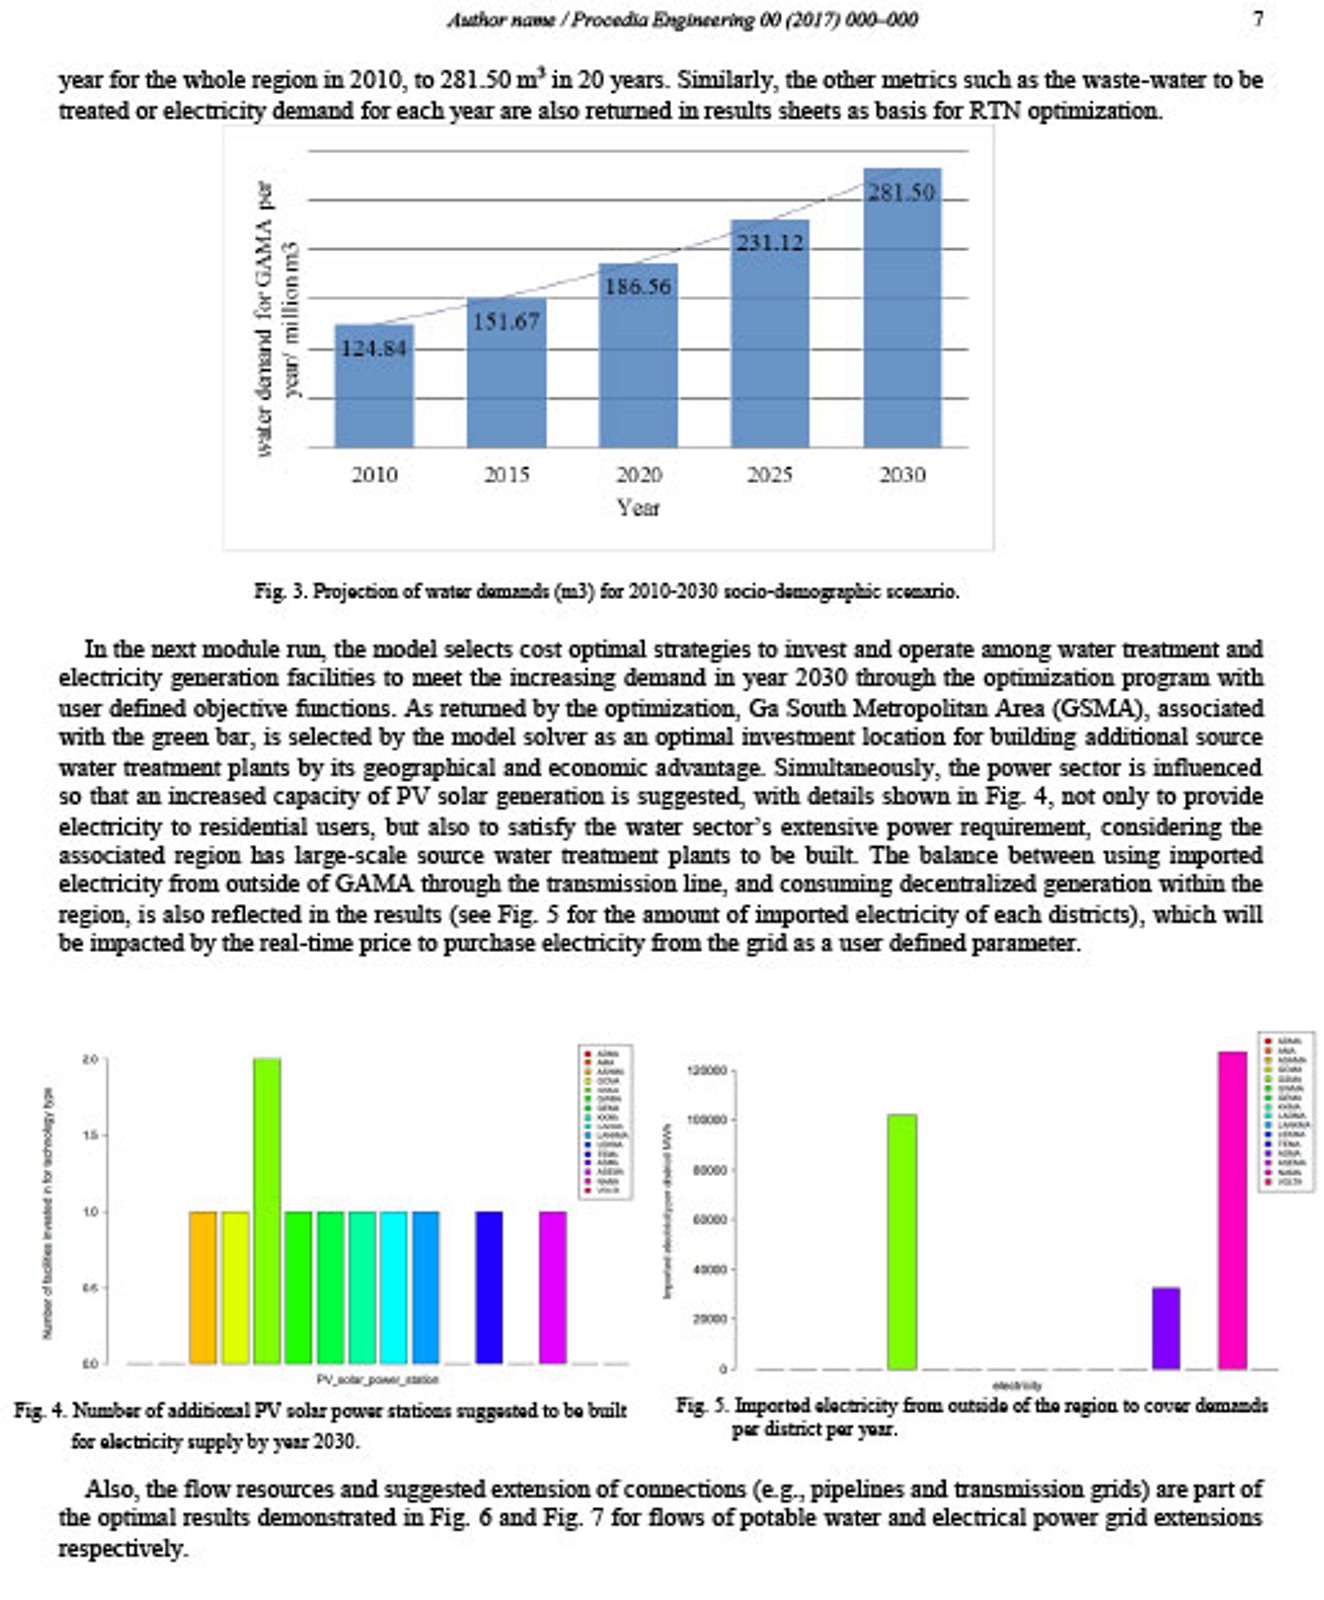 Author name / Procedia Engineering 00 (2017) 000–000
7
year for the whole region in 2010, to 281.50 m³ in 20 years. Similarly, the other metrics such as the waste-water to be
treated or electricity demand for each year are also returned in results sheets as basis for RTN optimization.
water demand for GAMA per
year/ million m3
124.84
151.67
186.56
231.12
281.50
2010
2015
2020
2025
2030
Year
Fig. 3. Projection of water demands (m3) for 2010-2030 socio-demographic scenario.
In the next module run, the model selects cost optimal strategies to invest and operate among water treatment and
electricity generation facilities to meet the increasing demand in year 2030 through the optimization program with
user defined objective functions. As returned by the optimization, Ga South Metropolitan Area (GSMA), associated
with the green bar, is selected by the model solver as an optimal investment location for building additional source
water treatment plants by its geographical and economic advantage. Simultaneously, the power sector is influenced
so that an increased capacity of PV solar generation is suggested, with details shown in Fig. 4, not only to provide
electricity to residential users, but also to satisfy the water sector's extensive power requirement, considering the
associated region has large-scale source water treatment plants to be built. The balance between using imported
electricity from outside of GAMA through the transmission line, and consuming decentralized generation within the
region, is also reflected in the results (see Fig. 5 for the amount of imported electricity of each districts), which will
be impacted by the real-time price to purchase electricity from the grid as a user defined parameter.
Number of facilities invested in for technology type
2.0
1.5
1.0
0.5
0.0
PV_solar_power_station
Fig. 4. Number of additional PV solar power stations suggested to be built
for electricity supply by year 2030.
Imported electricity per district MWh
120000
100000
80000
60000
40000
20000
0
electricity
Fig. 5. Imported electricity from outside of the region to cover demands
per district per year.
Also, the flow resources and suggested extension of connections (e.g., pipelines and transmission grids) are part of
the optimal results demonstrated in Fig. 6 and Fig. 7 for flows of potable water and electrical power grid extensions
respectively.